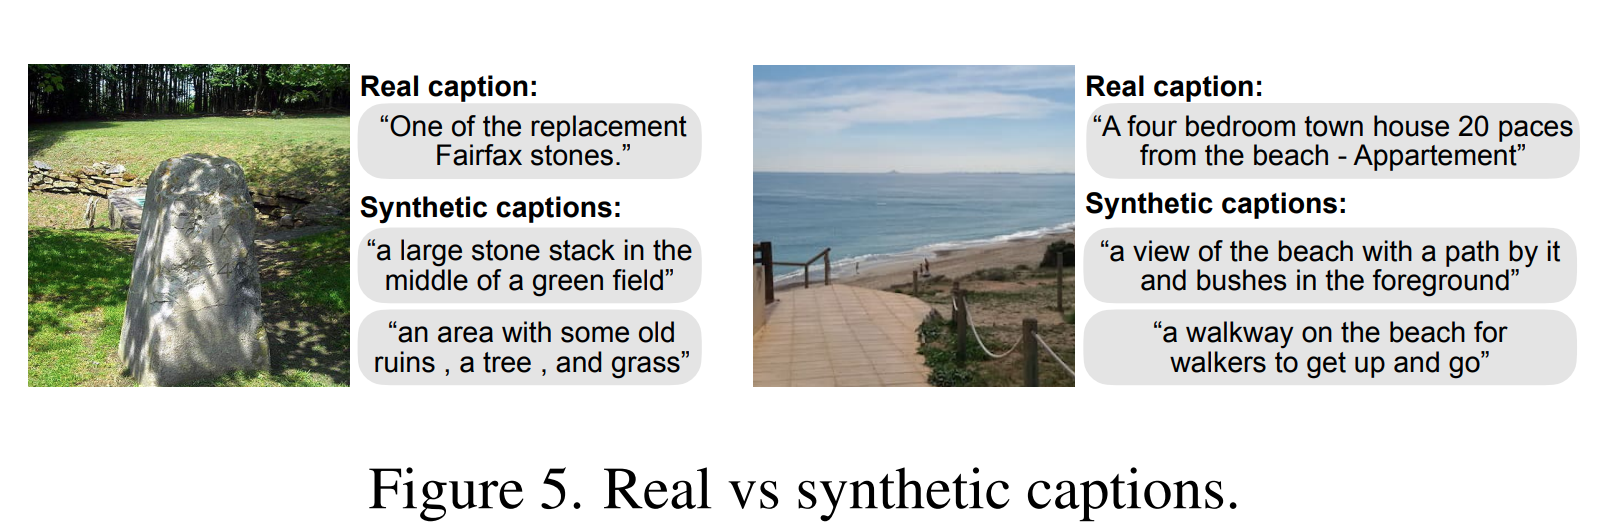 Real caption:
“One of the replacement
Fairfax stones.”
Synthetic captions:
“a large stone stack in the
middle of a green field”
“an area with some old
ruins , a tree , and grass”
Real caption:
“A four bedroom town house 20 paces
from the beach - Appartement”
Synthetic captions:
“a view of the beach with a path by it
and bushes in the foreground”
“a walkway on the beach for
walkers to get up and go”
Figure 5. Real vs synthetic captions.